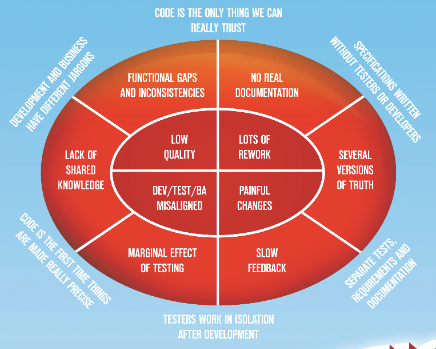 CODE IS THE ONLY THING WE CAN
REALLY TRUST
DEVELOPMENT AND BUSINESS
HAVE DIFFERENT JARGONS
SPECIFICATIONS WRITTEN
WITHOUT TESTERS OR DEVELOPERS
FUNCTIONAL GAPS
AND INCONSISTENCIES
NO REAL
DOCUMENTATION
LACK OF
SHARED
KNOWLEDGE
LOW
QUALITY
LOTS OF
REWORK
SEVERAL
VERSIONS
OF TRUTH
DEV/TEST/BA
MISALIGNED
PAINFUL
CHANGES
MARGINAL EFFECT
OF TESTING
SLOW
FEEDBACK
CODE IS THE FIRST TIME THINGS
ARE MADE REALLY PRECISE
SEPARATE TESTS,
REQUIREMENTS AND
DOCUMENTATION
TESTERS WORK IN ISOLATION
AFTER DEVELOPMENT